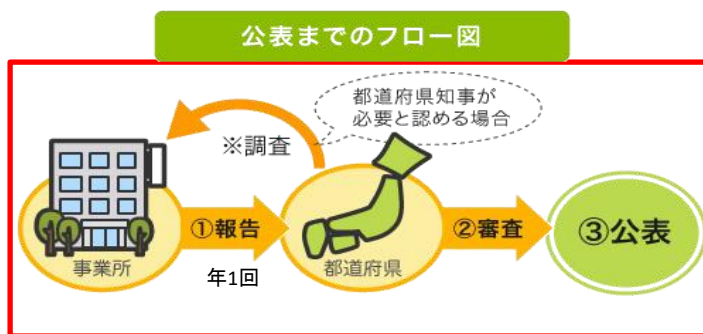 公表までのフロー図
都道府県知事が
必要と認める場合
※調査
①報告
②審査
③公表
事業所
都道府県
年1回